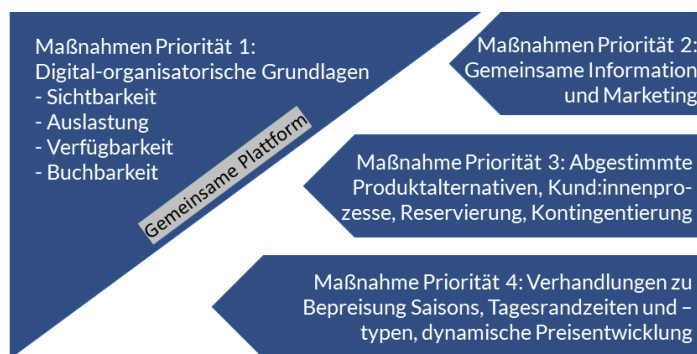 Maßnahmen Priorität 1:
Digital-organisatorische Grundlagen
- Sichtbarkeit
- Auslastung
- Verfügbarkeit
- Buchbarkeit
Gemeinsame Plattform
Maßnahmen Priorität 2:
Gemeinsame Information
und Marketing
Maßnahme Priorität 3: Abgestimmte
Produktalternativen, Kund:innenpro-
zesse, Reservierung, Kontingentierung
Maßnahme Priorität 4: Verhandlungen zu
Bepreisung Saisons, Tagesrandzeiten und –
typen, dynamische Preisentwicklung